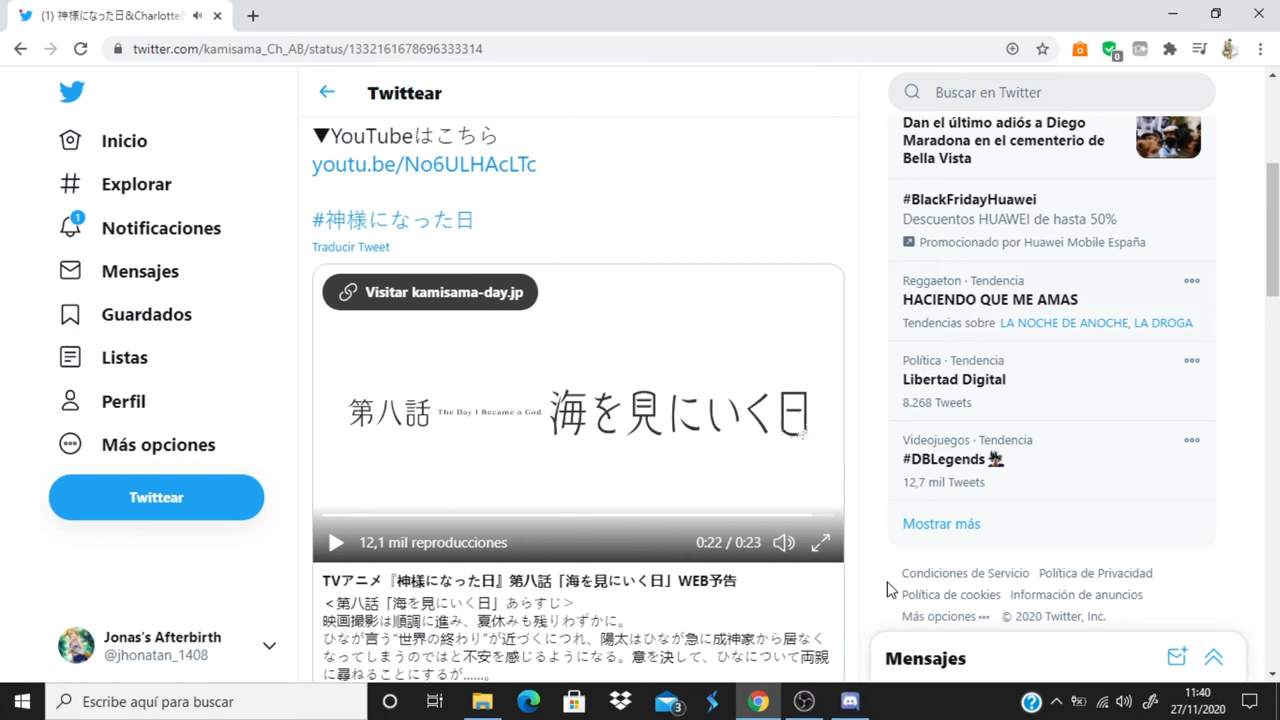 (1) 神様になった日&Charlotte&
twitter.com/kamisama_Ch_AB/status/1332161678696333314
Inicio
Explorar
1
Notificaciones
Mensajes
Guardados
Listas
Perfil
Más opciones
Twittear
Jonas's Afterbirth
@jhonatan_1408
Twittear
▼YouTubeはこちら
youtu.be/No6ULHAcLTc
#神様になった日
Traducir Tweet
Visitar kamisama-day.jp
第八話 The Day I Became a God 海を見にいく日
12,1 mil reproducciones
0:22 / 0:23
TVアニメ『神様になった日』第八話「海を見にいく日」WEB予告
＜第八話「海を見にいく日」あらすじ＞
映画撮影は順調に進み、夏休みも残りわずかに。
ひなが言う“世界の終わり”が近づくにつれ、陽太はひなが急に成神家から居なく
なってしまうのではと不安を感じるようになる。意を決して、ひなについて両親
に尋ねることにするが……。
Buscar en Twitter
Dan el último adiós a Diego
Maradona en el cementerio de
Bella Vista
#BlackFridayHuawei
Descuentos HUAWEI de hasta 50%
Promocionado por Huawei Mobile España
Reggaeton · Tendencia
HACIENDO QUE ME AMAS
Tendencias sobre LA NOCHE DE ANOCHE, LA DROGA
Política · Tendencia
Libertad Digital
8.268 Tweets
Videojuegos · Tendencia
#DBLegends
12,7 mil Tweets
Mostrar más
Condiciones de Servicio Política de Privacidad
Política de cookies Información de anuncios
Más opciones ••• © 2020 Twitter, Inc.
Mensajes
0
Escribe aquí para buscar
3
11:40
27/11/2020